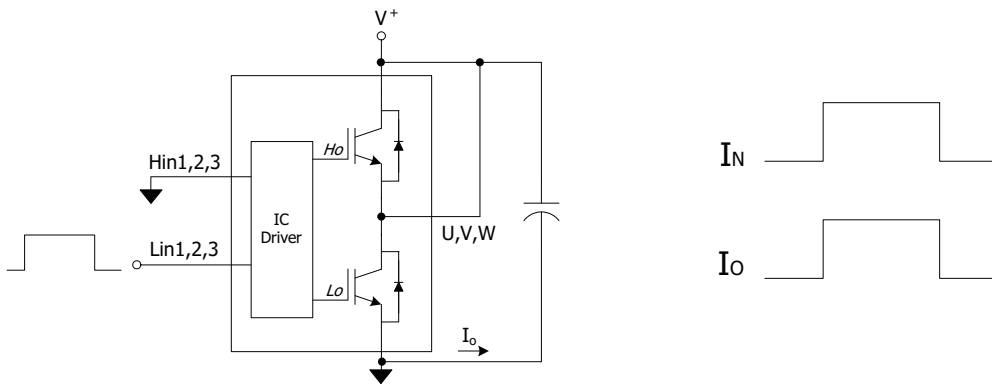 V+
Hin1,2,3
Ho
IC
Driver
U,V,W
Lin1,2,3
Lo
Io
IN
IO